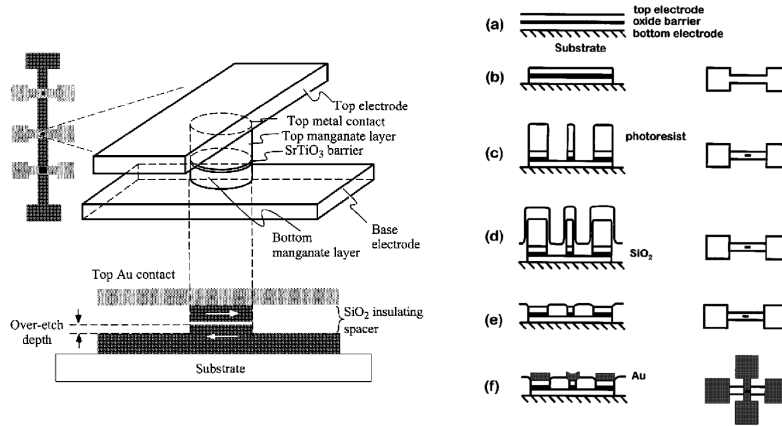 Top electrode
Top metal contact
Top manganate layer
SrTiO3 barrier
Bottom
manganate layer
Base
electrode
Top Au contact
SiO2 insulating
spacer
Over-etch
depth
Substrate
(a)
top electrode
oxide barrier
bottom electrode
Substrate
(b)
(c)
photoresist
(d)
SiO2
(e)
(f)
Au